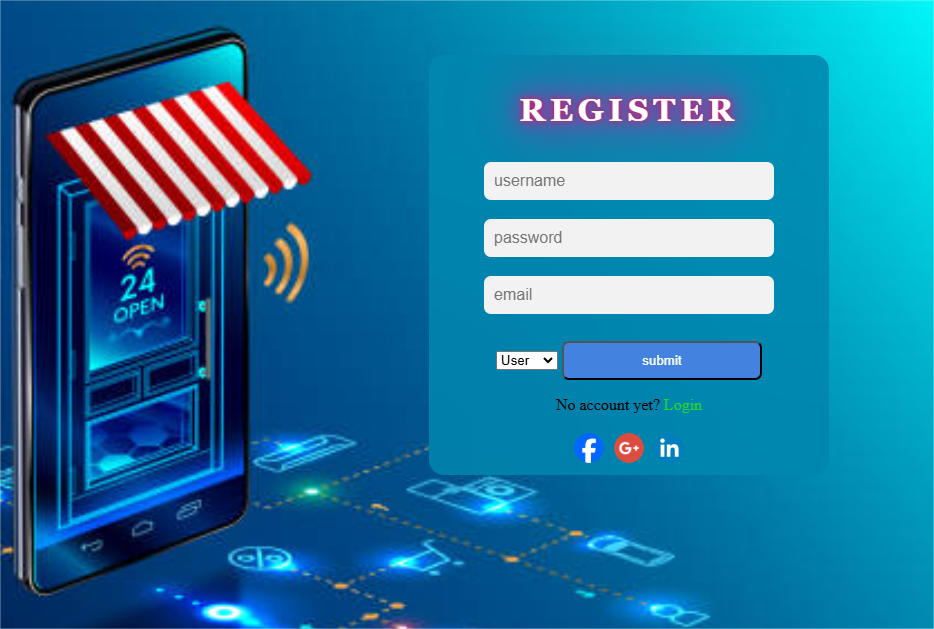 REGISTER
username
password
email
User submit
No account yet? Login
f G+ in
24
OPEN